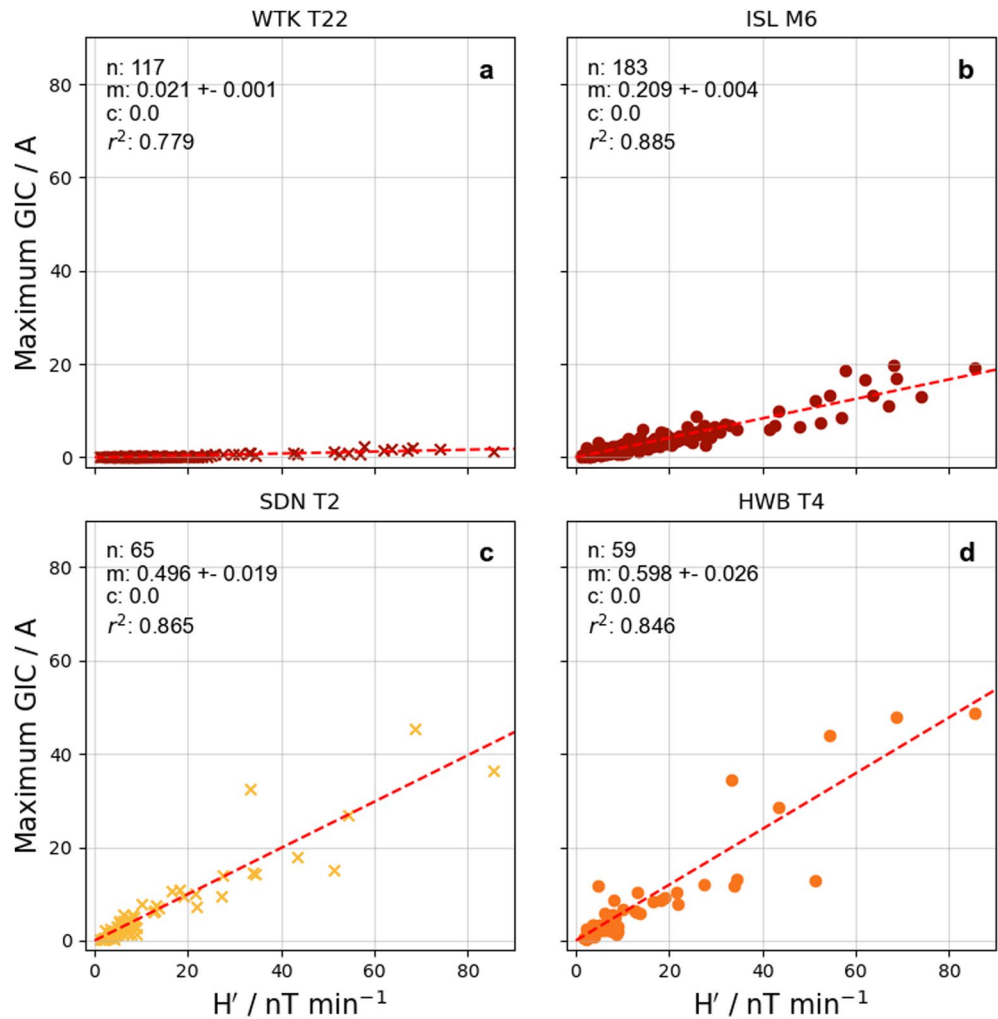 WTK T22
ISL M6
n: 117
a
m: 0.021 +- 0.001
c: 0.0
r²: 0.779
n: 183
b
m: 0.209 +- 0.004
c: 0.0
r²: 0.885
80
60
40
20
0
Maximum GIC / A
SDN T2
HWB T4
n: 65
c
m: 0.496 +- 0.019
c: 0.0
r²: 0.865
n: 59
d
m: 0.598 +- 0.026
c: 0.0
r²: 0.846
80
60
40
20
0
Maximum GIC / A
0 20 40 60 80
0 20 40 60 80
H′ / nT min⁻¹
H′ / nT min⁻¹